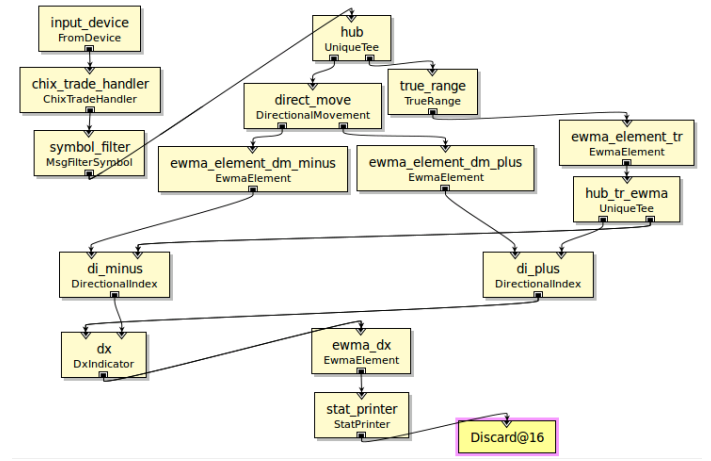 input_device
FromDevice
hub
UniqueTee
chix_trade_handler
ChixTradeHandler
true_range
TrueRange
direct_move
DirectionalMovement
symbol_filter
MsgFilterSymbol
ewma_element_tr
EwmaElement
ewma_element_dm_minus
EwmaElement
ewma_element_dm_plus
EwmaElement
hub_tr_ewma
UniqueTee
di_minus
DirectionalIndex
di_plus
DirectionalIndex
dx
DxIndicator
ewma_dx
EwmaElement
stat_printer
StatPrinter
Discard@16